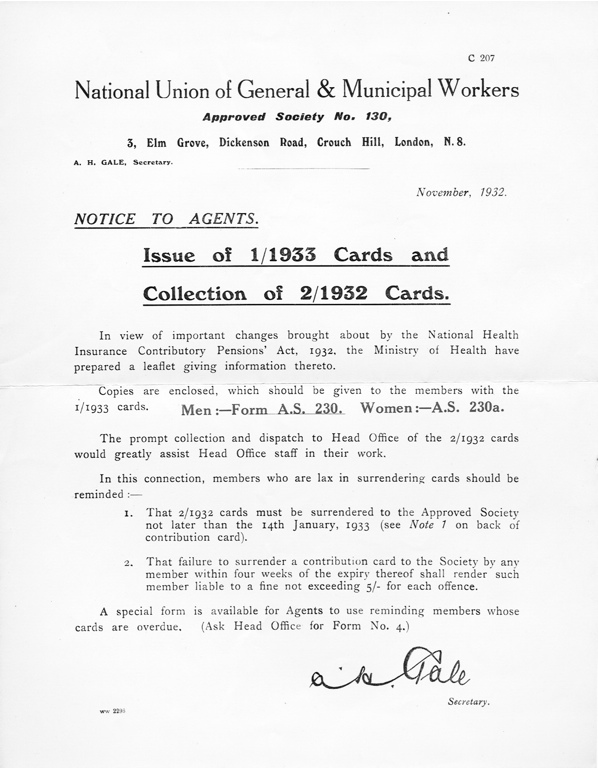 C 207
National Union of General & Municipal Workers
Approved Society No. 130,
3, Elm Grove, Dickenson Road, Crouch Hill, London, N.8.
A. H. GALE, Secretary.
November, 1932.
NOTICE TO AGENTS.
Issue of 1/1933 Cards and
Collection of 2/1932 Cards.
In view of important changes brought about by the National Health
Insurance Contributory Pensions' Act, 1932, the Ministry of Health have
prepared a leaflet giving information thereto.
Copies are enclosed, which should be given to the members with the
1/1933 cards. Men :—Form A.S. 230. Women :—A.S. 230a.
The prompt collection and dispatch to Head Office of the 2/1932 cards
would greatly assist Head Office staff in their work.
In this connection, members who are lax in surrendering cards should be
reminded :—
1. That 2/1932 cards must be surrendered to the Approved Society
not later than the 14th January, 1933 (see Note 1 on back of
contribution card).
2. That failure to surrender a contribution card to the Society by any
member within four weeks of the expiry thereof shall render such
member liable to a fine not exceeding 5/- for each offence.
A special form is available for Agents to use reminding members whose
cards are overdue. (Ask Head Office for Form No. 4.)
a. H. Gale
Secretary.